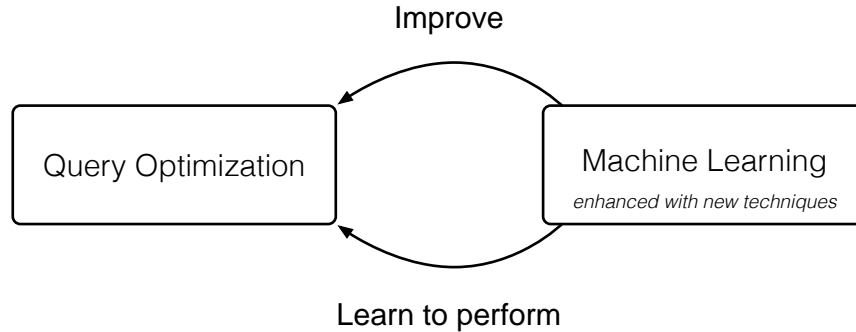 Improve
Query Optimization
Machine Learning
enhanced with new techniques
Learn to perform